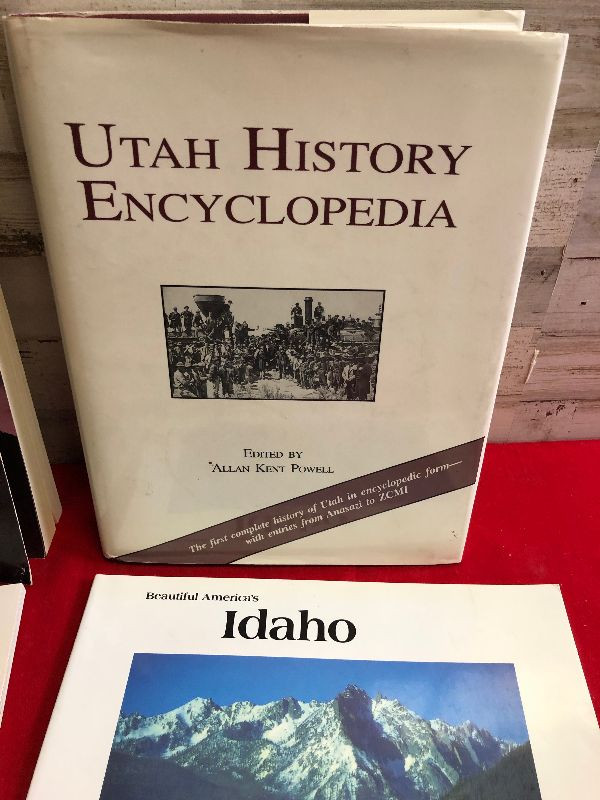 UTAH HISTORY
ENCYCLOPEDIA
EDITED BY
ALLAN KENT POWELL
The first complete history of Utah in encyclopedic form—
with entries from Anasazi to ZCMI
Beautiful America's
Idaho